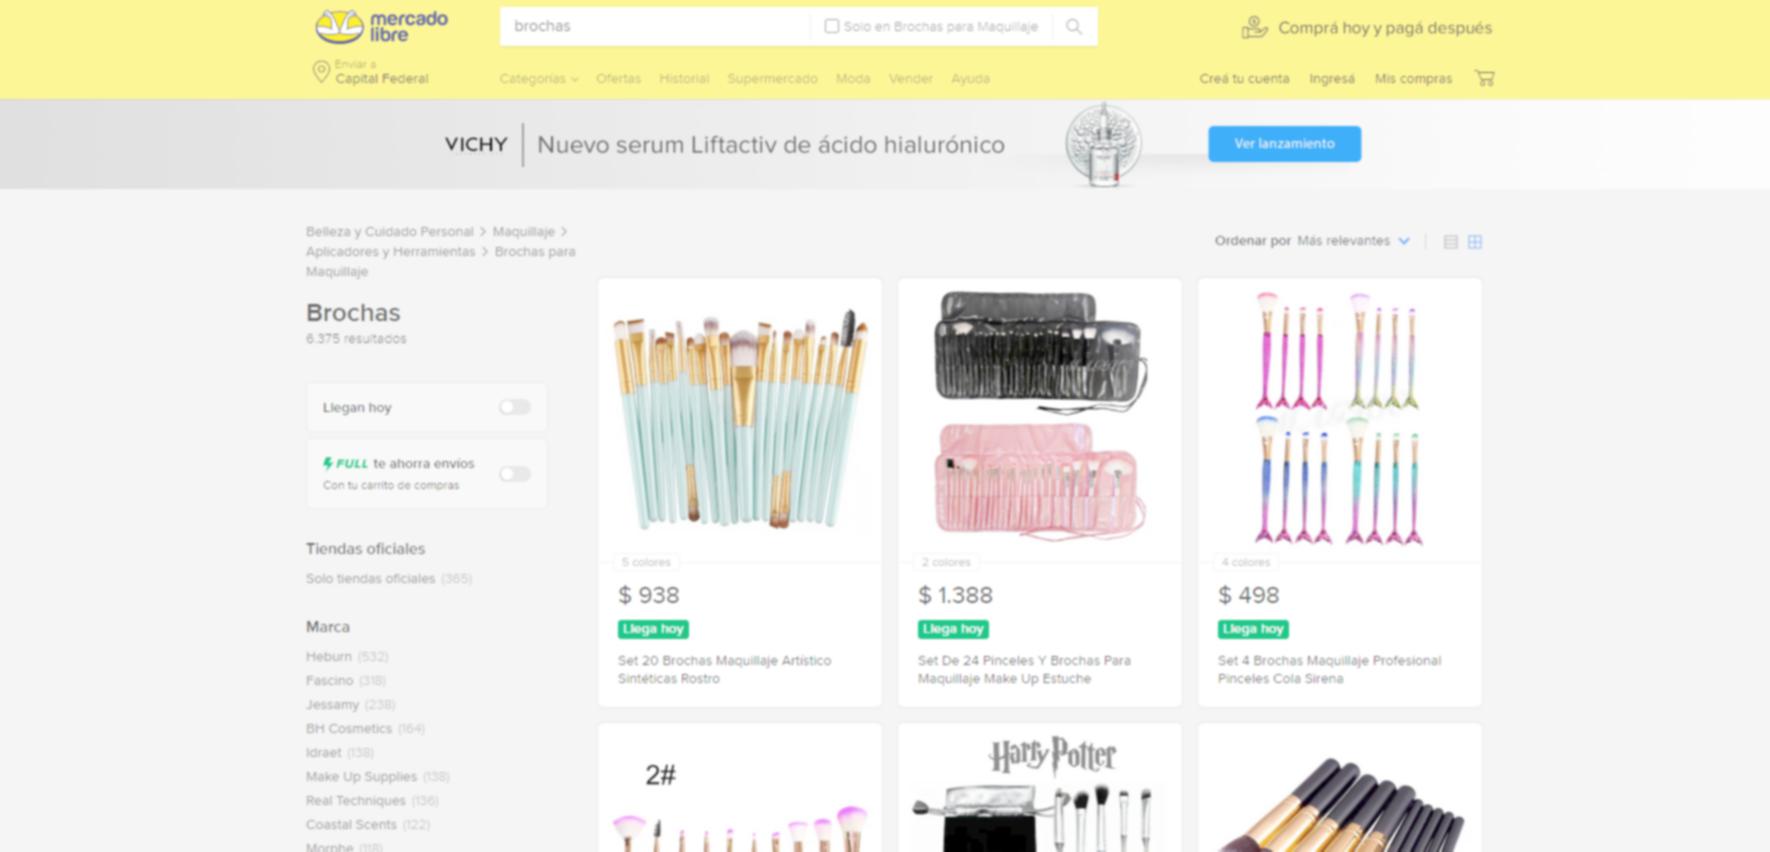 mercado
libre
brochas
Solo en Brochas para Maquillaje
Comprá hoy y pagá después
Enviar a
Capital Federal
Categorías
Ofertas
Historial
Supermercado
Moda
Vender
Ayuda
Creá tu cuenta
Ingresá
Mis compras
VICHY
Nuevo serum Liftactiv de ácido hialurónico
Ver lanzamiento
Belleza y Cuidado Personal > Maquillaje >
Aplicadores y Herramientas > Brochas para
Maquillaje
Ordenar por Más relevantes
Brochas
6.375 resultados
Llegan hoy
FULL te ahorra envíos
Con tu carrito de compras
Tiendas oficiales
Solo tiendas oficiales (365)
Marca
Heburn (532)
Fascino (318)
Jessamy (238)
BH Cosmetics (164)
Idraet (138)
Make Up Supplies (138)
Real Techniques (136)
Coastal Scents (122)
Morphe (118)
5 colores
$ 938
Llega hoy
Set 20 Brochas Maquillaje Artístico
Sintéticas Rostro
2 colores
$ 1.388
Llega hoy
Set De 24 Pinceles Y Brochas Para
Maquillaje Make Up Estuche
4 colores
$ 498
Llega hoy
Set 4 Brochas Maquillaje Profesional
Pinceles Cola Sirena
2#
Harry Potter